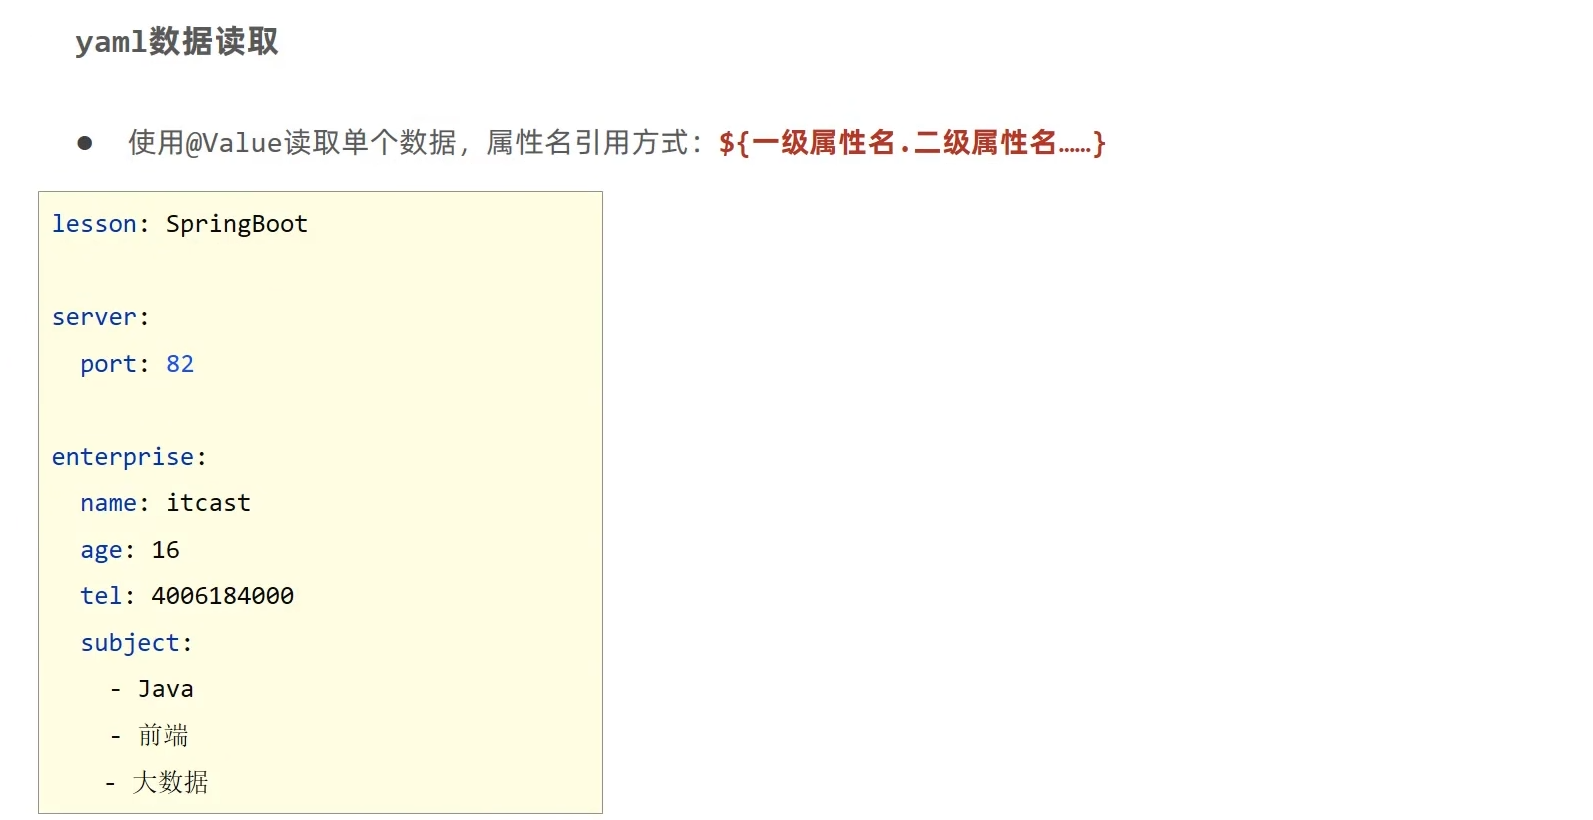 yaml数据读取
● 使用@Value读取单个数据，属性名引用方式：${一级属性名.二级属性名……}
lesson: SpringBoot
server:
  port: 82
enterprise:
  name: itcast
  age: 16
  tel: 4006184000
  subject:
    - Java
    - 前端
    - 大数据